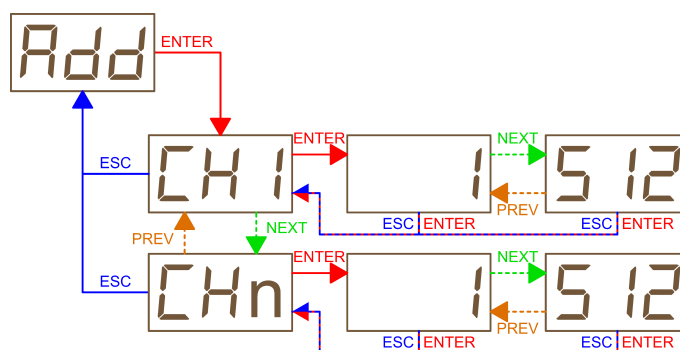 Add
ENTER
ESC
CH1
ENTER
1
NEXT
PREV
512
ESC ENTER
ESC ENTER
PREV
NEXT
ESC
CHn
ENTER
1
NEXT
PREV
512
ESC ENTER
ESC ENTER